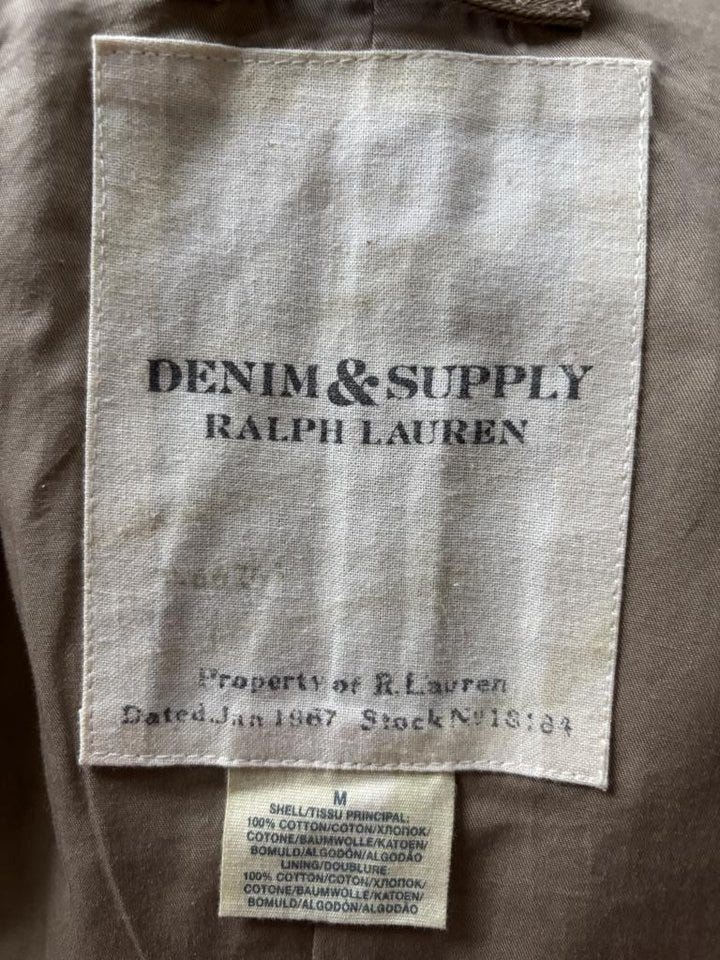 DENIM & SUPPLY
RALPH LAUREN
Property of R. Lauren
Dated Jan 1967 Stock No 18184
M
SHELL/TISSU PRINCIPAL:
100% COTTON/COTON/ХЛОПОК/
COTONE/BAUMWOLLE/KATOEN/
BOMULD/ALGODÓN/ALGODÃO
LINING/DOUBLURE:
100% COTTON/COTON/ХЛОПОК/
COTONE/BAUMWOLLE/KATOEN/
BOMULD/ALGODÓN/ALGODÃO